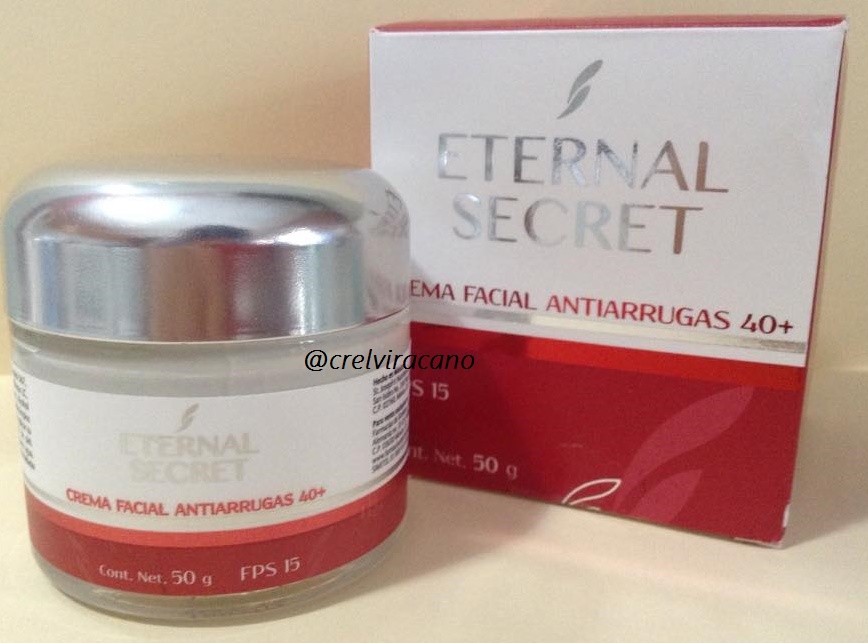 ETERNAL
SECRET
EMA FACIAL ANTIARRUGAS 40+
S 15
nt. Net. 50 g
@crelviracano
ETERNAL
SECRET
CREMA FACIAL ANTIARRUGAS 40+
Cont. Net. 50 g FPS 15